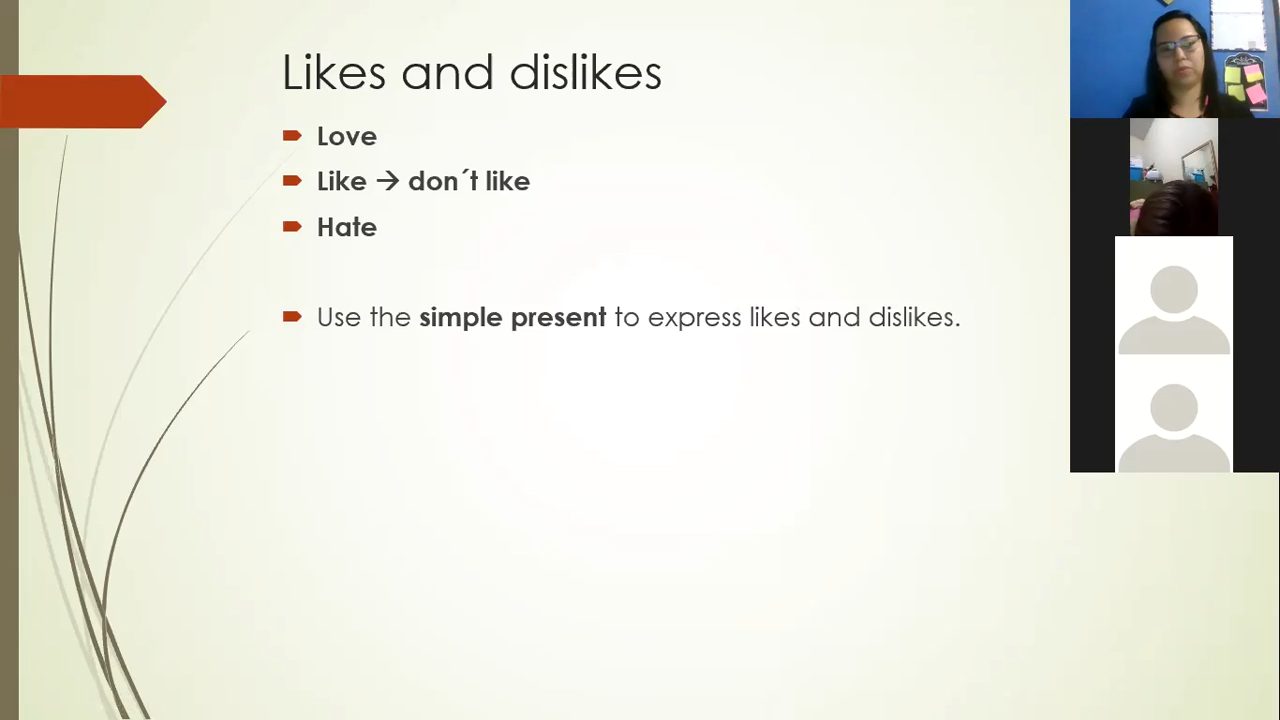 Likes and dislikes
Love
Like → don´t like
Hate
Use the simple present to express likes and dislikes.